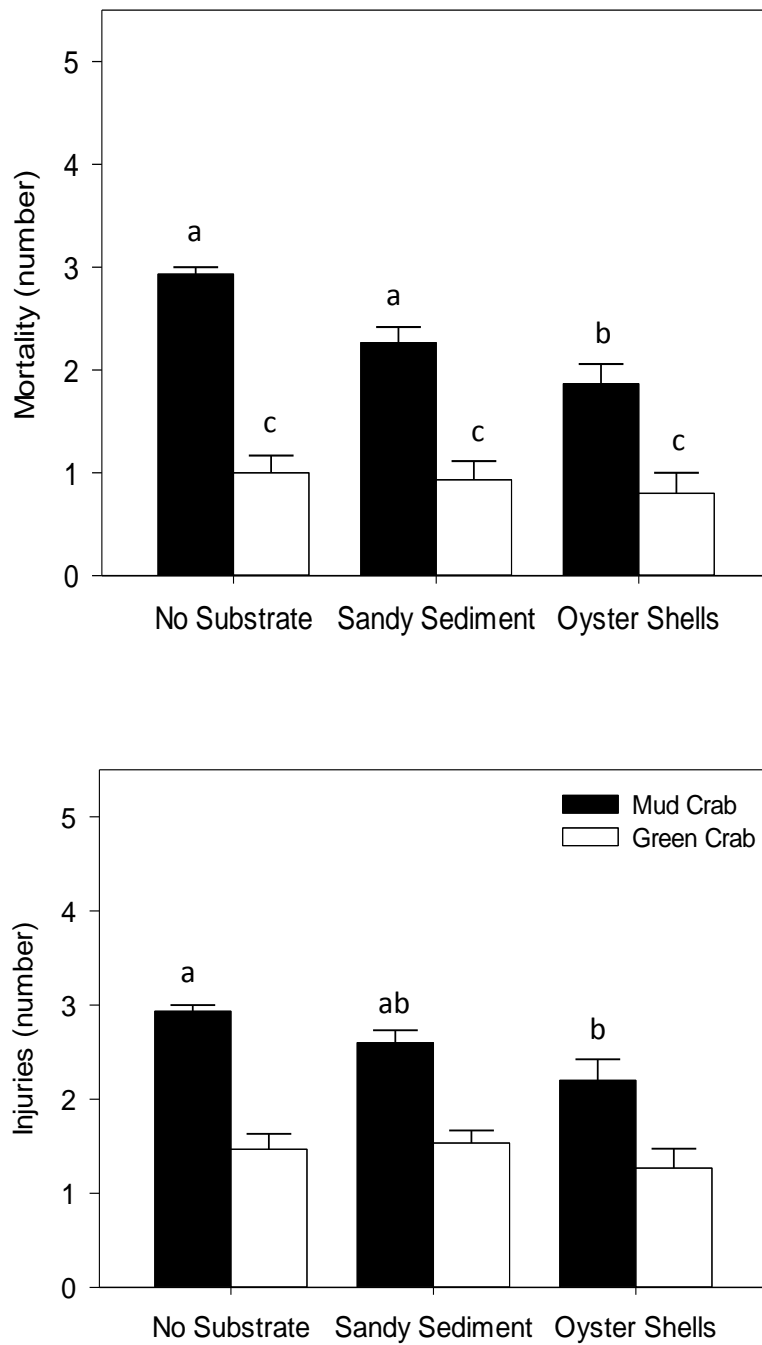 5
4
3
2
1
0
Mortality (number)
a
a
b
c
c
c
No Substrate Sandy Sediment Oyster Shells
5
4
3
2
1
0
Injuries (number)
Mud Crab
Green Crab
a
ab
b
No Substrate Sandy Sediment Oyster Shells